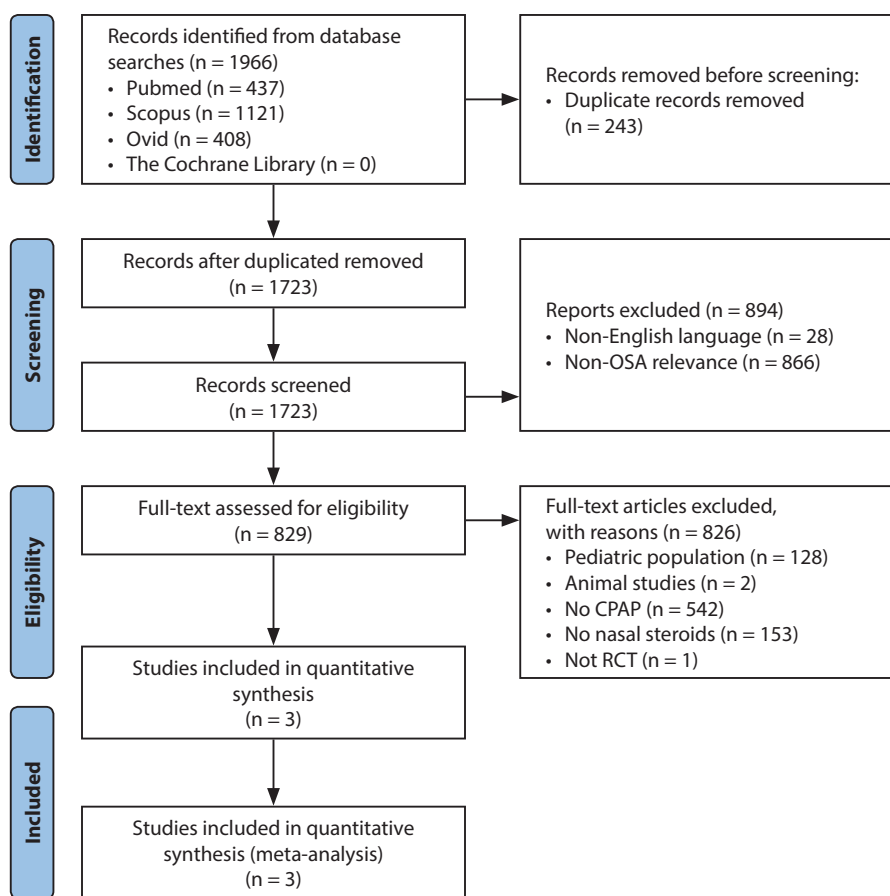 Identification
Records identified from database
searches (n = 1966)
• Pubmed (n = 437)
• Scopus (n = 1121)
• Ovid (n = 408)
• The Cochrane Library (n = 0)
Records removed before screening:
• Duplicate records removed
(n = 243)
Screening
Records after duplicated removed
(n = 1723)
Records screened
(n = 1723)
Reports excluded (n = 894)
• Non-English language (n = 28)
• Non-OSA relevance (n = 866)
Eligibility
Full-text assessed for eligibility
(n = 829)
Full-text articles excluded,
with reasons (n = 826)
• Pediatric population (n = 128)
• Animal studies (n = 2)
• No CPAP (n = 542)
• No nasal steroids (n = 153)
• Not RCT (n = 1)
Studies included in quantitative
synthesis
(n = 3)
Included
Studies included in quantitative
synthesis (meta-analysis)
(n = 3)